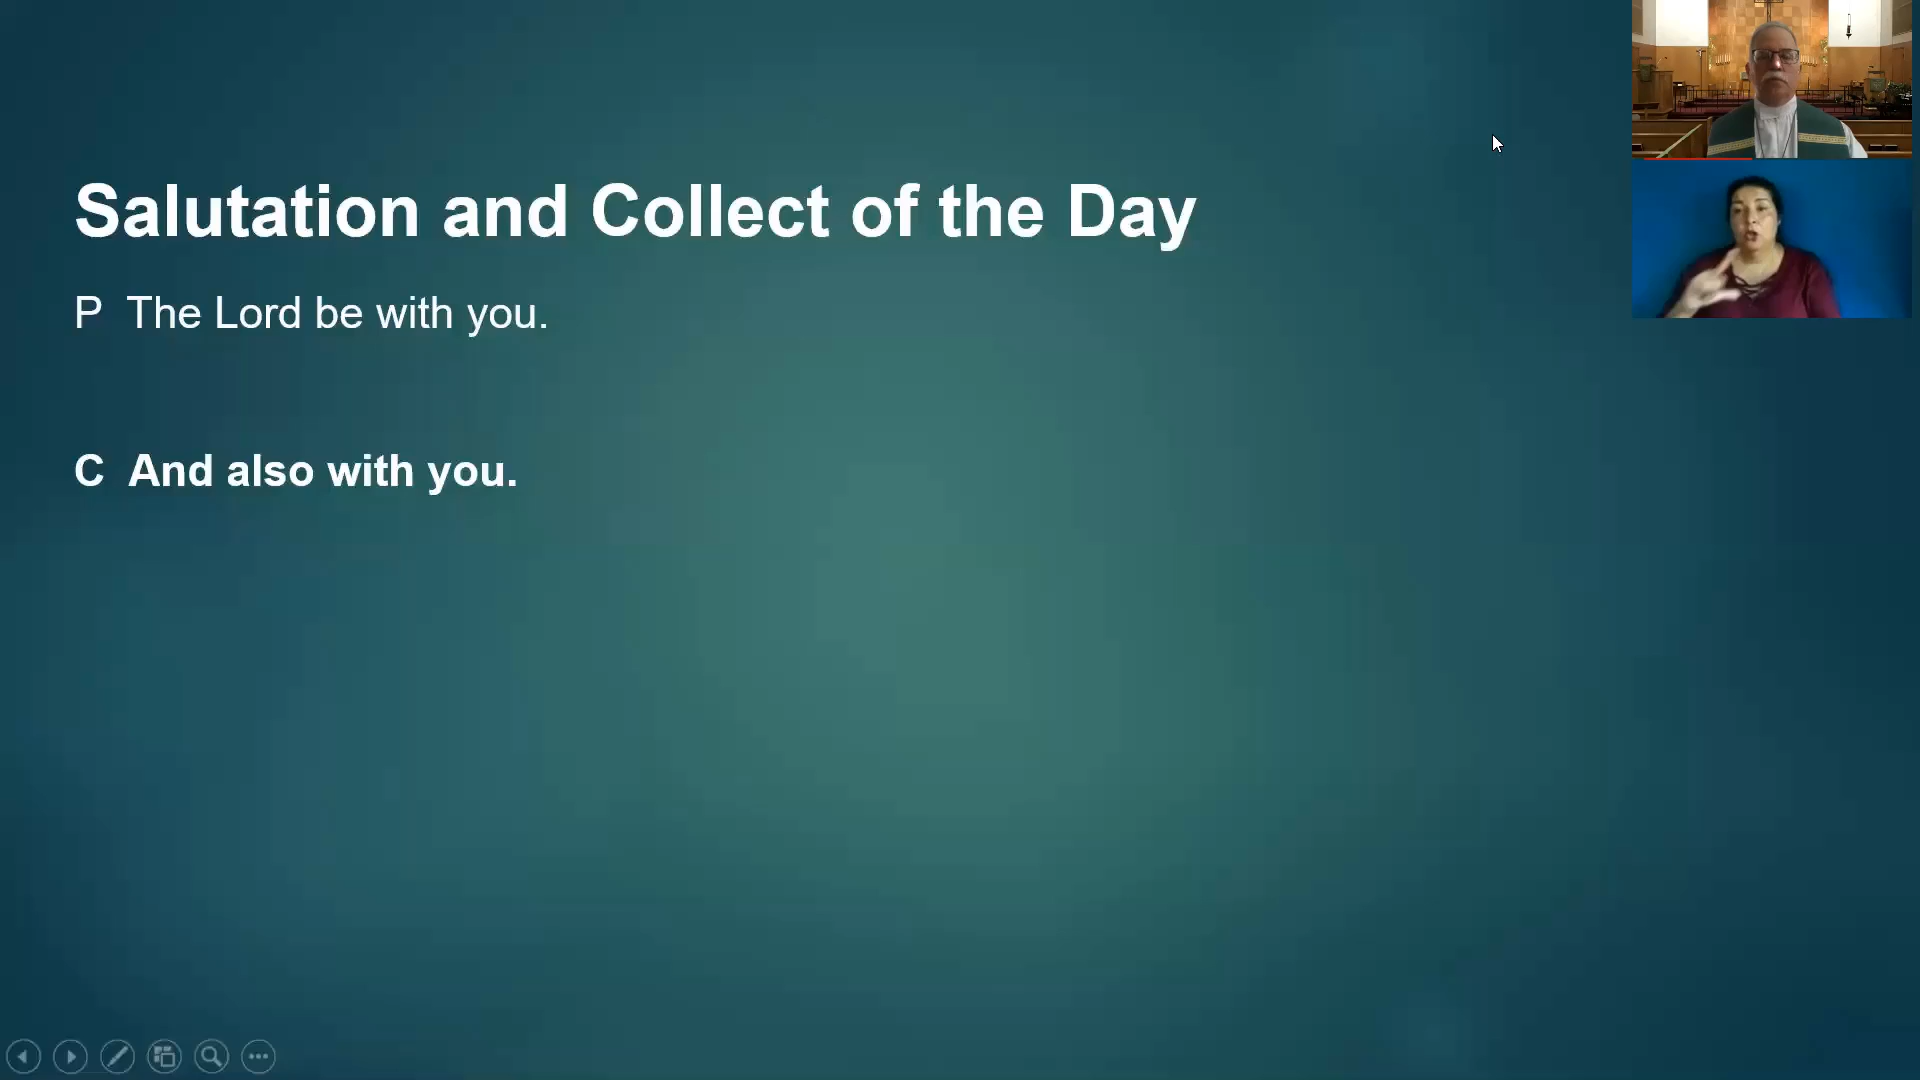 Salutation and Collect of the Day
P The Lord be with you.
C And also with you.